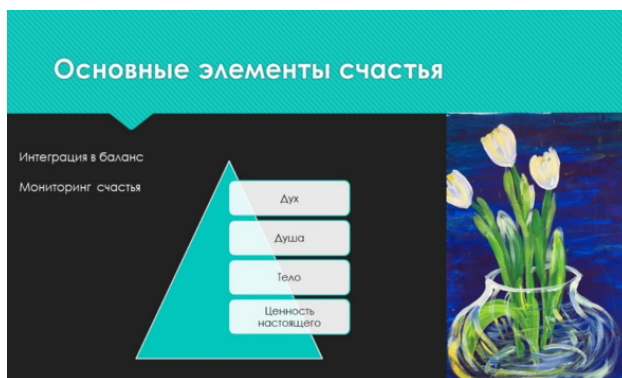 Основные элементы счастья
Интеграция в баланс
Мониторинг счастья
Дух
Душа
Тело
Ценность
настоящего